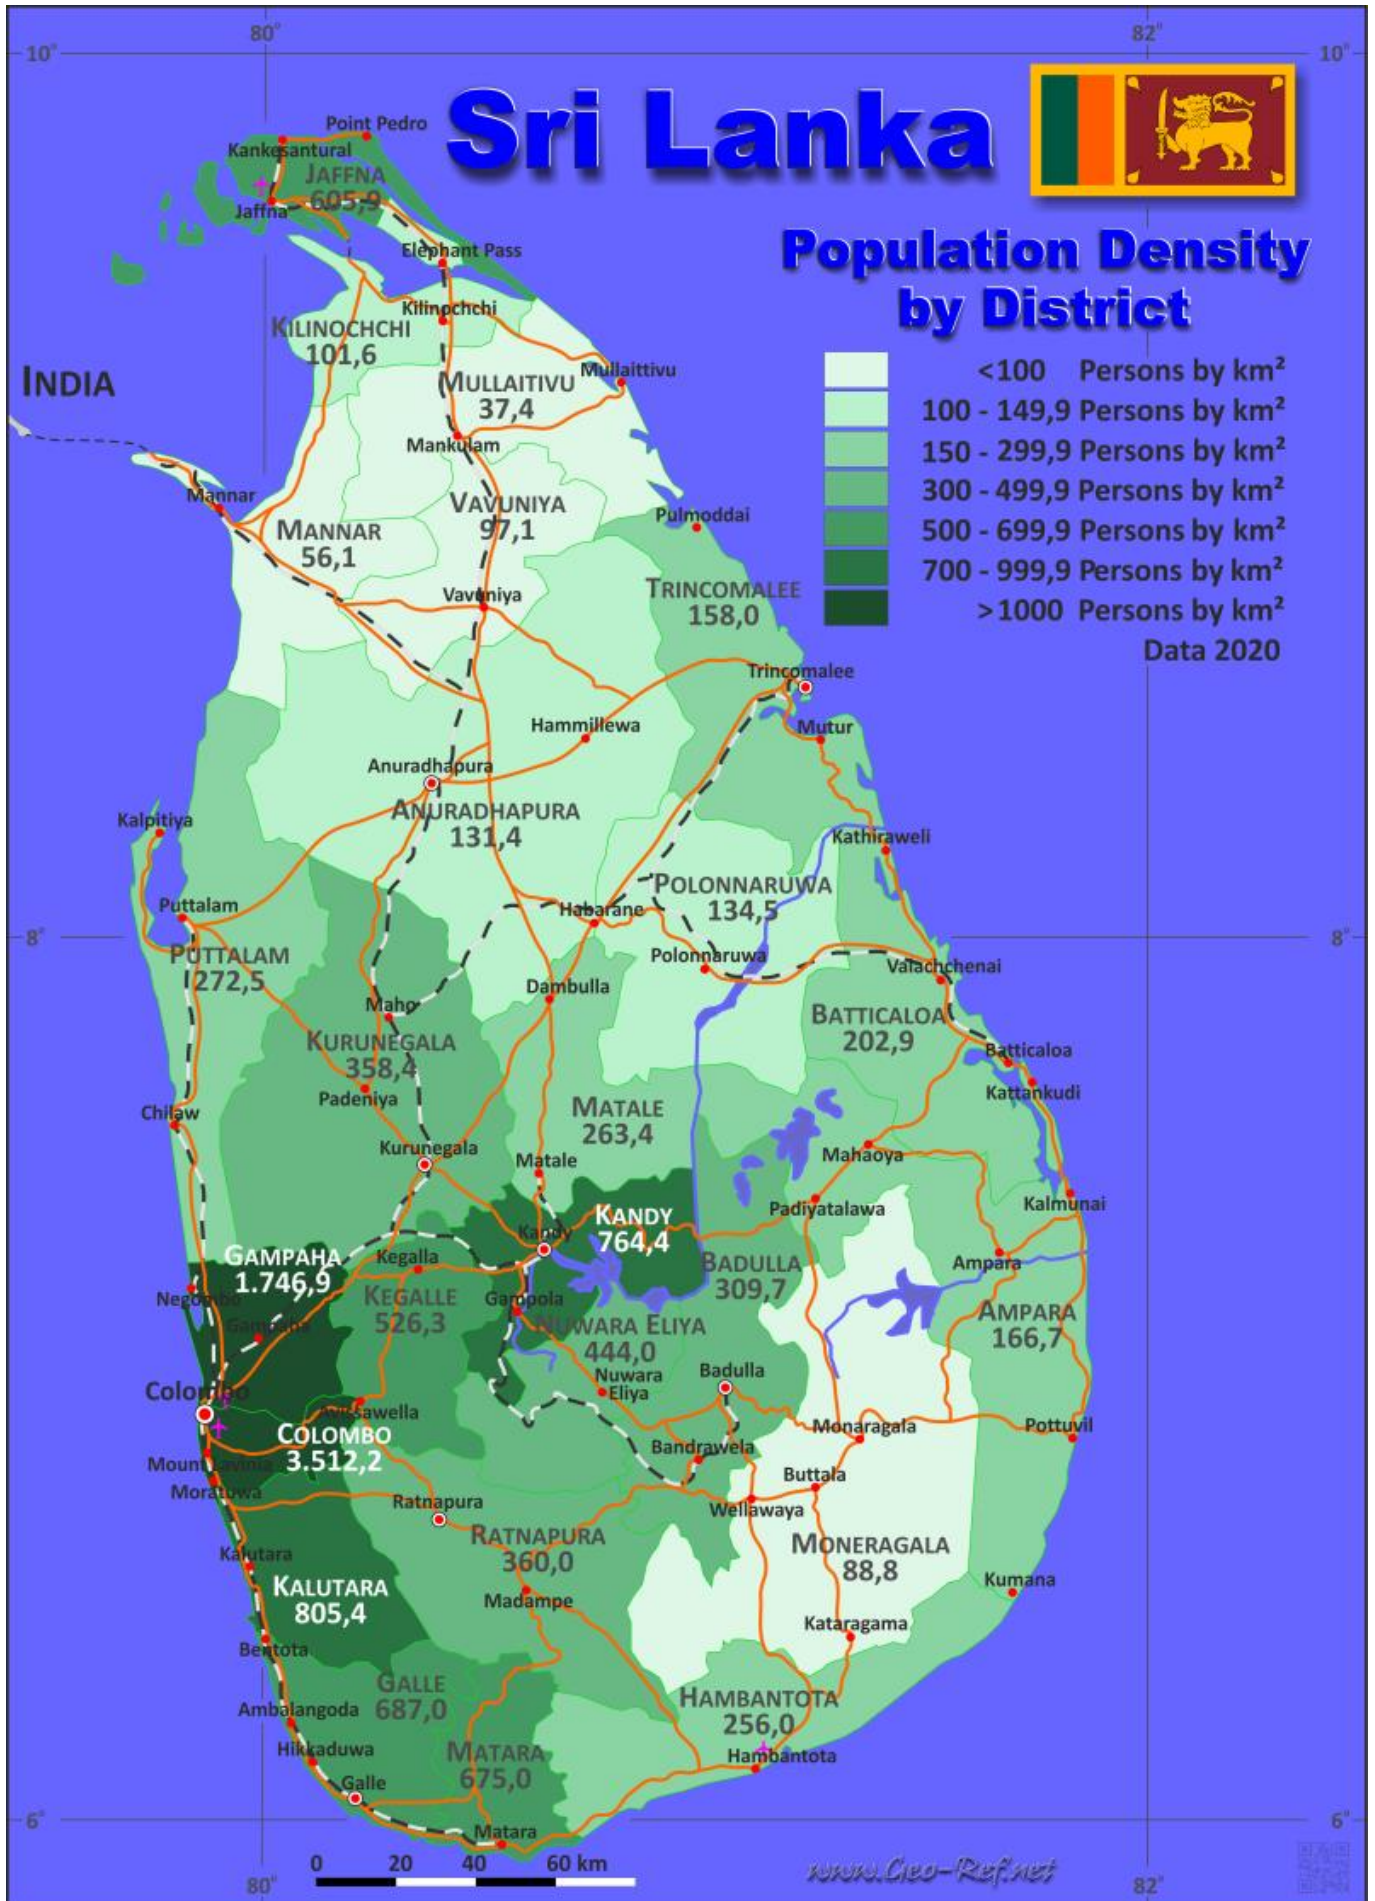 80°
82°
10°
10°
Sri Lanka
Point Pedro
Kankesantural
JAFFNA
605,9
Jaffna
Population Density
by District
Elephant Pass
Kilinochchi
KILINOCHCHI
101,6
<100 Persons by km²
100 - 149,9 Persons by km²
150 - 299,9 Persons by km²
300 - 499,9 Persons by km²
500 - 699,9 Persons by km²
700 - 999,9 Persons by km²
>1000 Persons by km²
Data 2020
INDIA
Mullaittivu
MULLAITIVU
37,4
Mankulam
Mannar
MANNAR
56,1
VAVUNIYA
97,1
Pulmoddai
Vavuniya
TRINCOMALEE
158,0
Trincomalee
Hammillewa
Mutur
Anuradhapura
ANURADHAPURA
131,4
Kalpitiya
Kathiraweli
POLONNARUWA
134,5
Puttalam
Habarane
8°
8°
PUTTALAM
272,5
Polonnaruwa
Valachchenai
Dambulla
Maho
BATTICALOA
202,9
KURUNEGALA
358,4
Batticaloa
Kattankudi
Padeniya
Chilaw
MATALE
263,4
Kurunegala
Matale
Mahaoya
Padiyatalawa
Kalmunai
KANDY
764,4
Kandy
GAMPAHA
1.746,9
Kegalla
BADULLA
309,7
Ampara
Negombo
KEGALLE
526,3
Gampola
AMPARA
166,7
Gampaha
NUWARA ELIYA
444,0
Nuwara
Eliya
Badulla
Colombo
Avissawella
COLOMBO
3.512,2
Monaragala
Pottuvil
Bandrawela
Mount Lavinia
Moratuwa
Buttala
Ratnapura
Wellawaya
RATNAPURA
360,0
MONERAGALA
88,8
Kalutara
KALUTARA
805,4
Kumana
Madampe
Kataragama
Bentota
GALLE
687,0
HAMBANTOTA
256,0
Ambalangoda
Hikkaduwa
MATARA
675,0
Hambantota
Galle
6°
6°
Matara
0 20 40 60 km
www.Geo-Ref.net
80°
82°